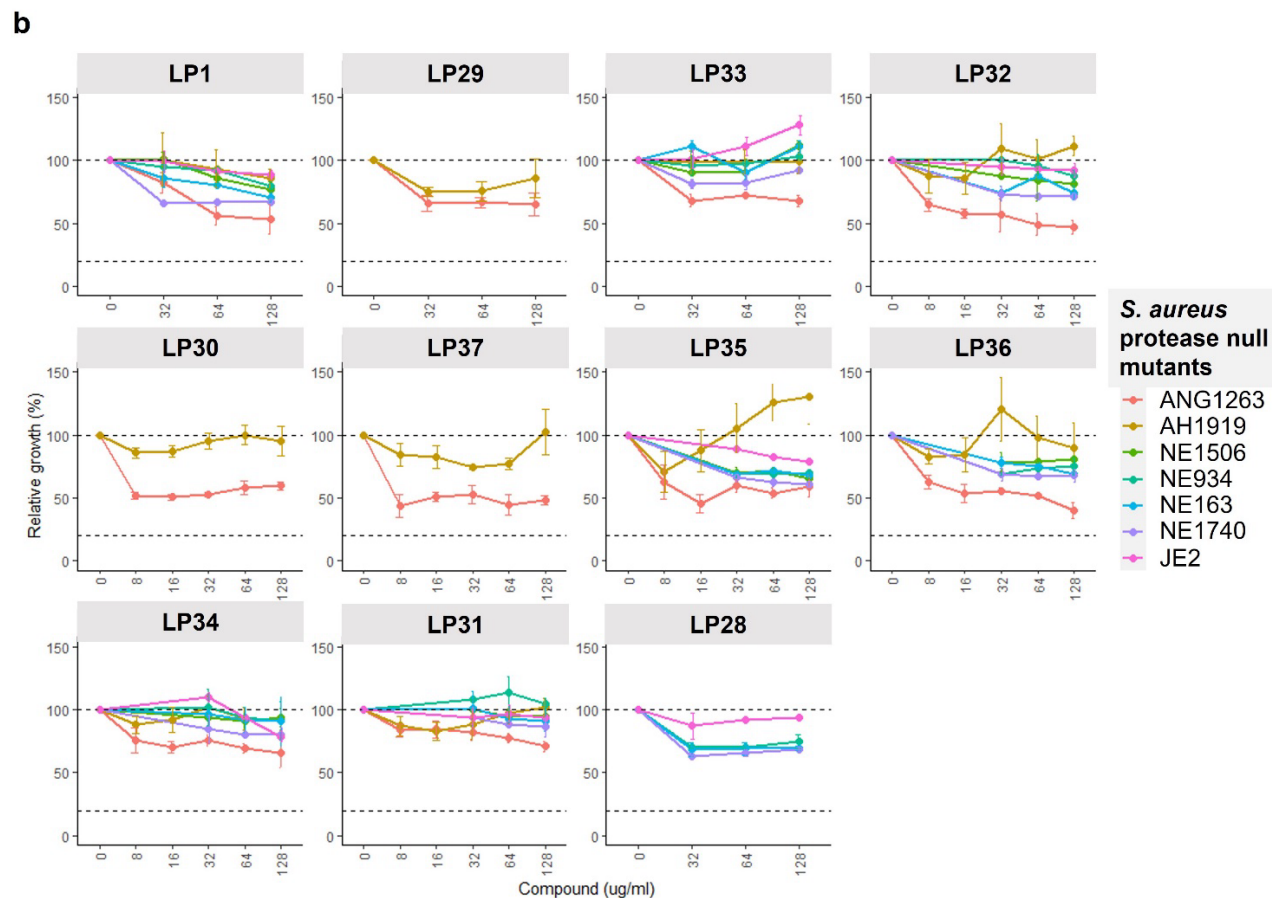 b
LP1 LP29 LP33 LP32
150
100
50
0
0 32 64 128 0 32 64 128 0 32 64 128 0 8 16 32 64 128
LP30 LP37 LP35 LP36
150
100
50
0
0 8 16 32 64 128 0 8 16 32 64 128 0 8 16 32 64 128 0 8 16 32 64 128
LP34 LP31 LP28
150
100
50
0
0 8 16 32 64 128 0 8 16 32 64 128 0 32 64 128
Relative growth (%)
Compound (ug/ml)
S. aureus
protease null
mutants
ANG1263
AH1919
NE1506
NE934
NE163
NE1740
JE2